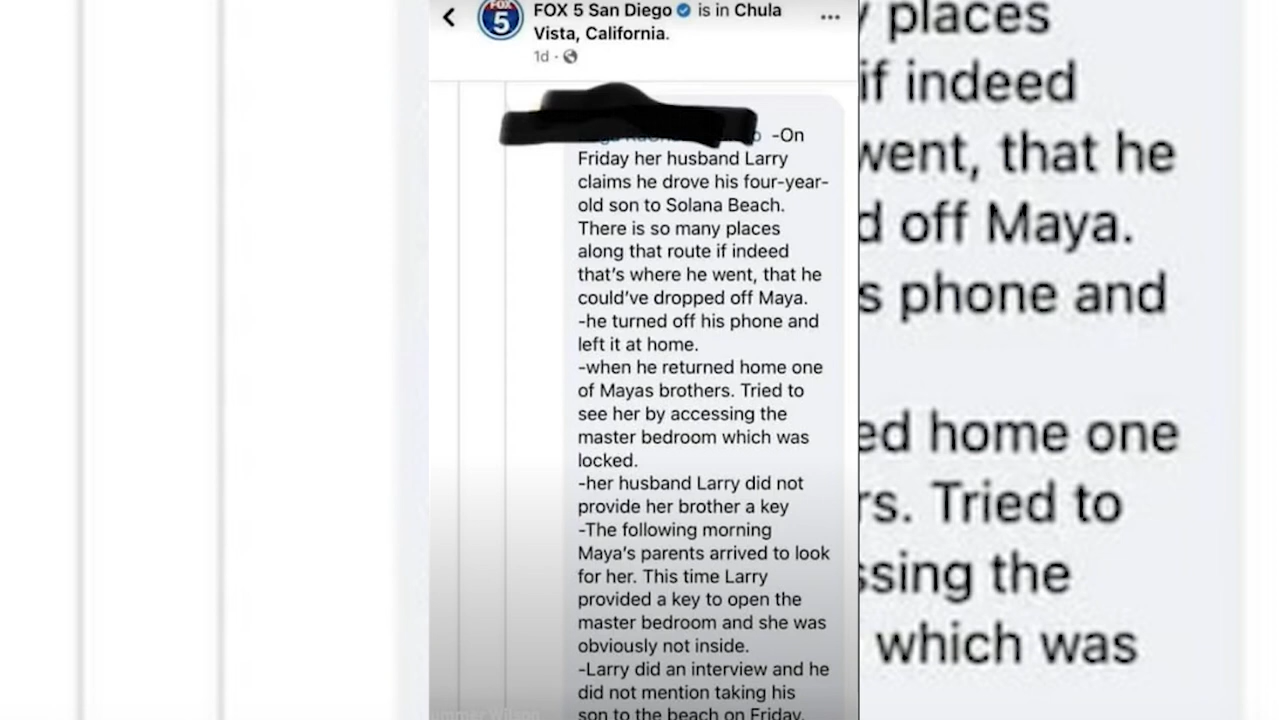 FOX 5 San Diego is in Chula
Vista, California.
1d
-On
Friday her husband Larry
claims he drove his four-year-
old son to Solana Beach.
There is so many places
along that route if indeed
that's where he went, that he
could've dropped off Maya.
-he turned off his phone and
left it at home.
-when he returned home one
of Mayas brothers. Tried to
see her by accessing the
master bedroom which was
locked.
-her husband Larry did not
provide her brother a key
-The following morning
Maya's parents arrived to look
for her. This time Larry
provided a key to open the
master bedroom and she was
obviously not inside.
-Larry did an interview and he
did not mention taking his
son to the beach on Friday.
places
if indeed
went, that he
d off Maya.
s phone and
ed home one
rs. Tried to
ssing the
which was